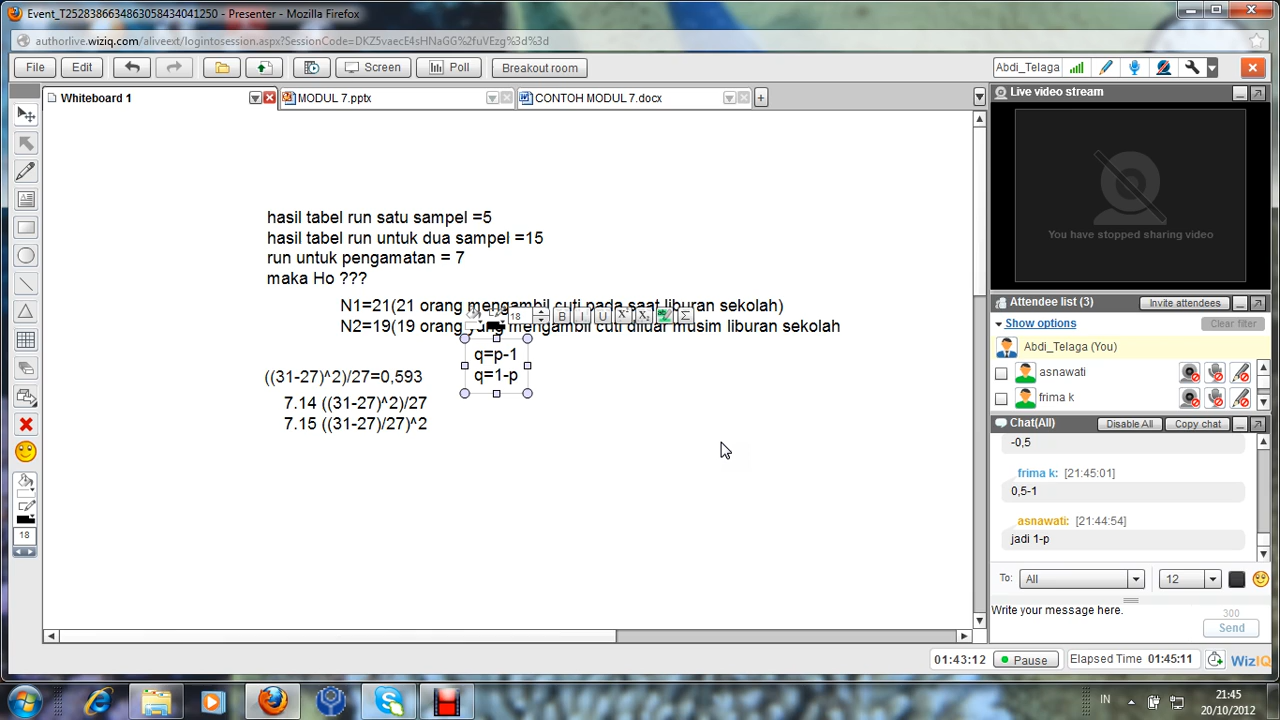 Event_T2528386634863058434041250 - Presenter - Mozilla Firefox
authorlive.wiziq.com/aliveext/logintosession.aspx?SessionCode=DKZ5vaecE4sHNaGG%2fuVEzg%3d%3d
File Edit Screen Poll Breakout room Abdi_Telaga
Whiteboard 1 MODUL 7.pptx CONTOH MODUL 7.docx
hasil tabel run satu sampel =5
hasil tabel run untuk dua sampel =15
run untuk pengamatan = 7
maka Ho ???
N1=21(21 orang mengambil cuti pada saat liburan sekolah)
18 B I U X² X₂ Σ
N2=19(19 orang yang mengambil cuti diluar musim liburan sekolah
q=p-1
q=1-p
((31-27)^2)/27=0,593
7.14 ((31-27)^2)/27
7.15 ((31-27)/27)^2
18
Live video stream
You have stopped sharing video
Attendee list (3) Invite attendees
Show options Clear filter
Abdi_Telaga (You)
asnawati
frima k
Chat(All) Disable All Copy chat
-0,5
frima k: [21:45:01]
0,5-1
asnawati: [21:44:54]
jadi 1-p
To: All 12
Write your message here. 300
Send
01:43:12 Pause Elapsed Time 01:45:11 WizIQ
IN 21:45
20/10/2012